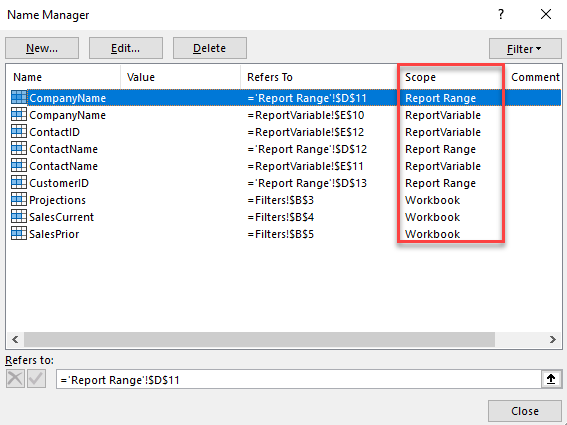 Name Manager ?
New... Edit... Delete Filter
Name Value Refers To Scope Comment
CompanyName ='Report Range'!$D$11 Report Range
CompanyName =ReportVariable!$E$10 ReportVariable
ContactID =ReportVariable!$E$12 ReportVariable
ContactName ='Report Range'!$D$12 Report Range
ContactName =ReportVariable!$E$11 ReportVariable
CustomerID ='Report Range'!$D$13 Report Range
Projections =Filters!$B$3 Workbook
SalesCurrent =Filters!$B$4 Workbook
SalesPrior =Filters!$B$5 Workbook
Refers to:
='Report Range'!$D$11
Close